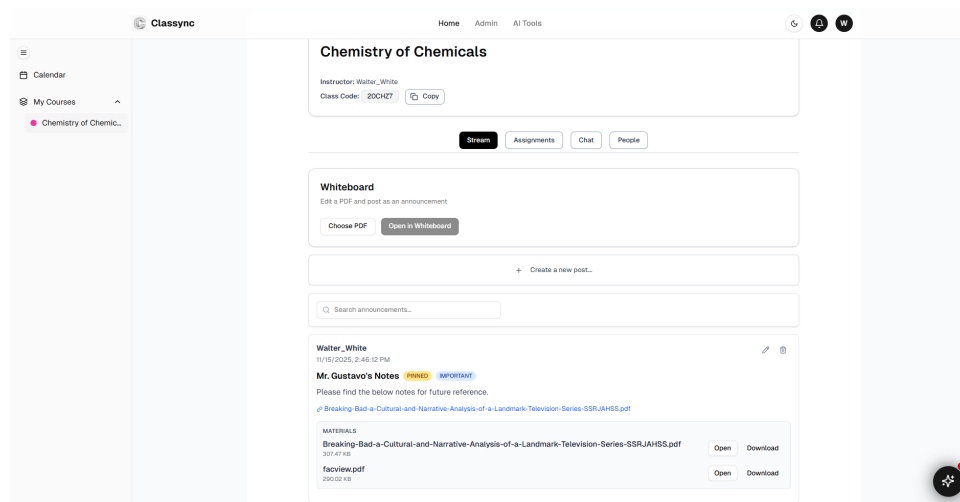 Classync
Home Admin AI Tools
W
Calendar
My Courses
Chemistry of Chemic...
Chemistry of Chemicals
Instructor: Walter_White
Class Code: 20CHZ7 Copy
Stream Assignments Chat People
Whiteboard
Edit a PDF and post as an announcement
Choose PDF Open in Whiteboard
+ Create a new post...
Search announcements...
Walter_White
11/15/2025, 2:46:12 PM
Mr. Gustavo's Notes PINNED IMPORTANT
Please find the below notes for future reference.
Breaking-Bad-a-Cultural-and-Narrative-Analysis-of-a-Landmark-Television-Series-SSRJAHSS.pdf
MATERIALS
Breaking-Bad-a-Cultural-and-Narrative-Analysis-of-a-Landmark-Television-Series-SSRJAHSS.pdf Open Download
307.47 KB
facview.pdf Open Download
290.02 KB